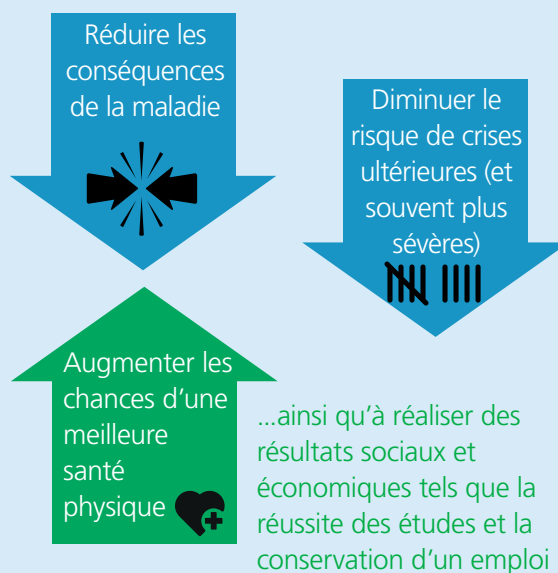 Réduire les
conséquences
de la maladie
Diminuer le
risque de crises
ultérieures (et
souvent plus
sévères)
Augmenter les
chances d’une
meilleure
santé
physique
...ainsi qu’à réaliser des
résultats sociaux et
économiques tels que la
réussite des études et la
conservation d’un emploi